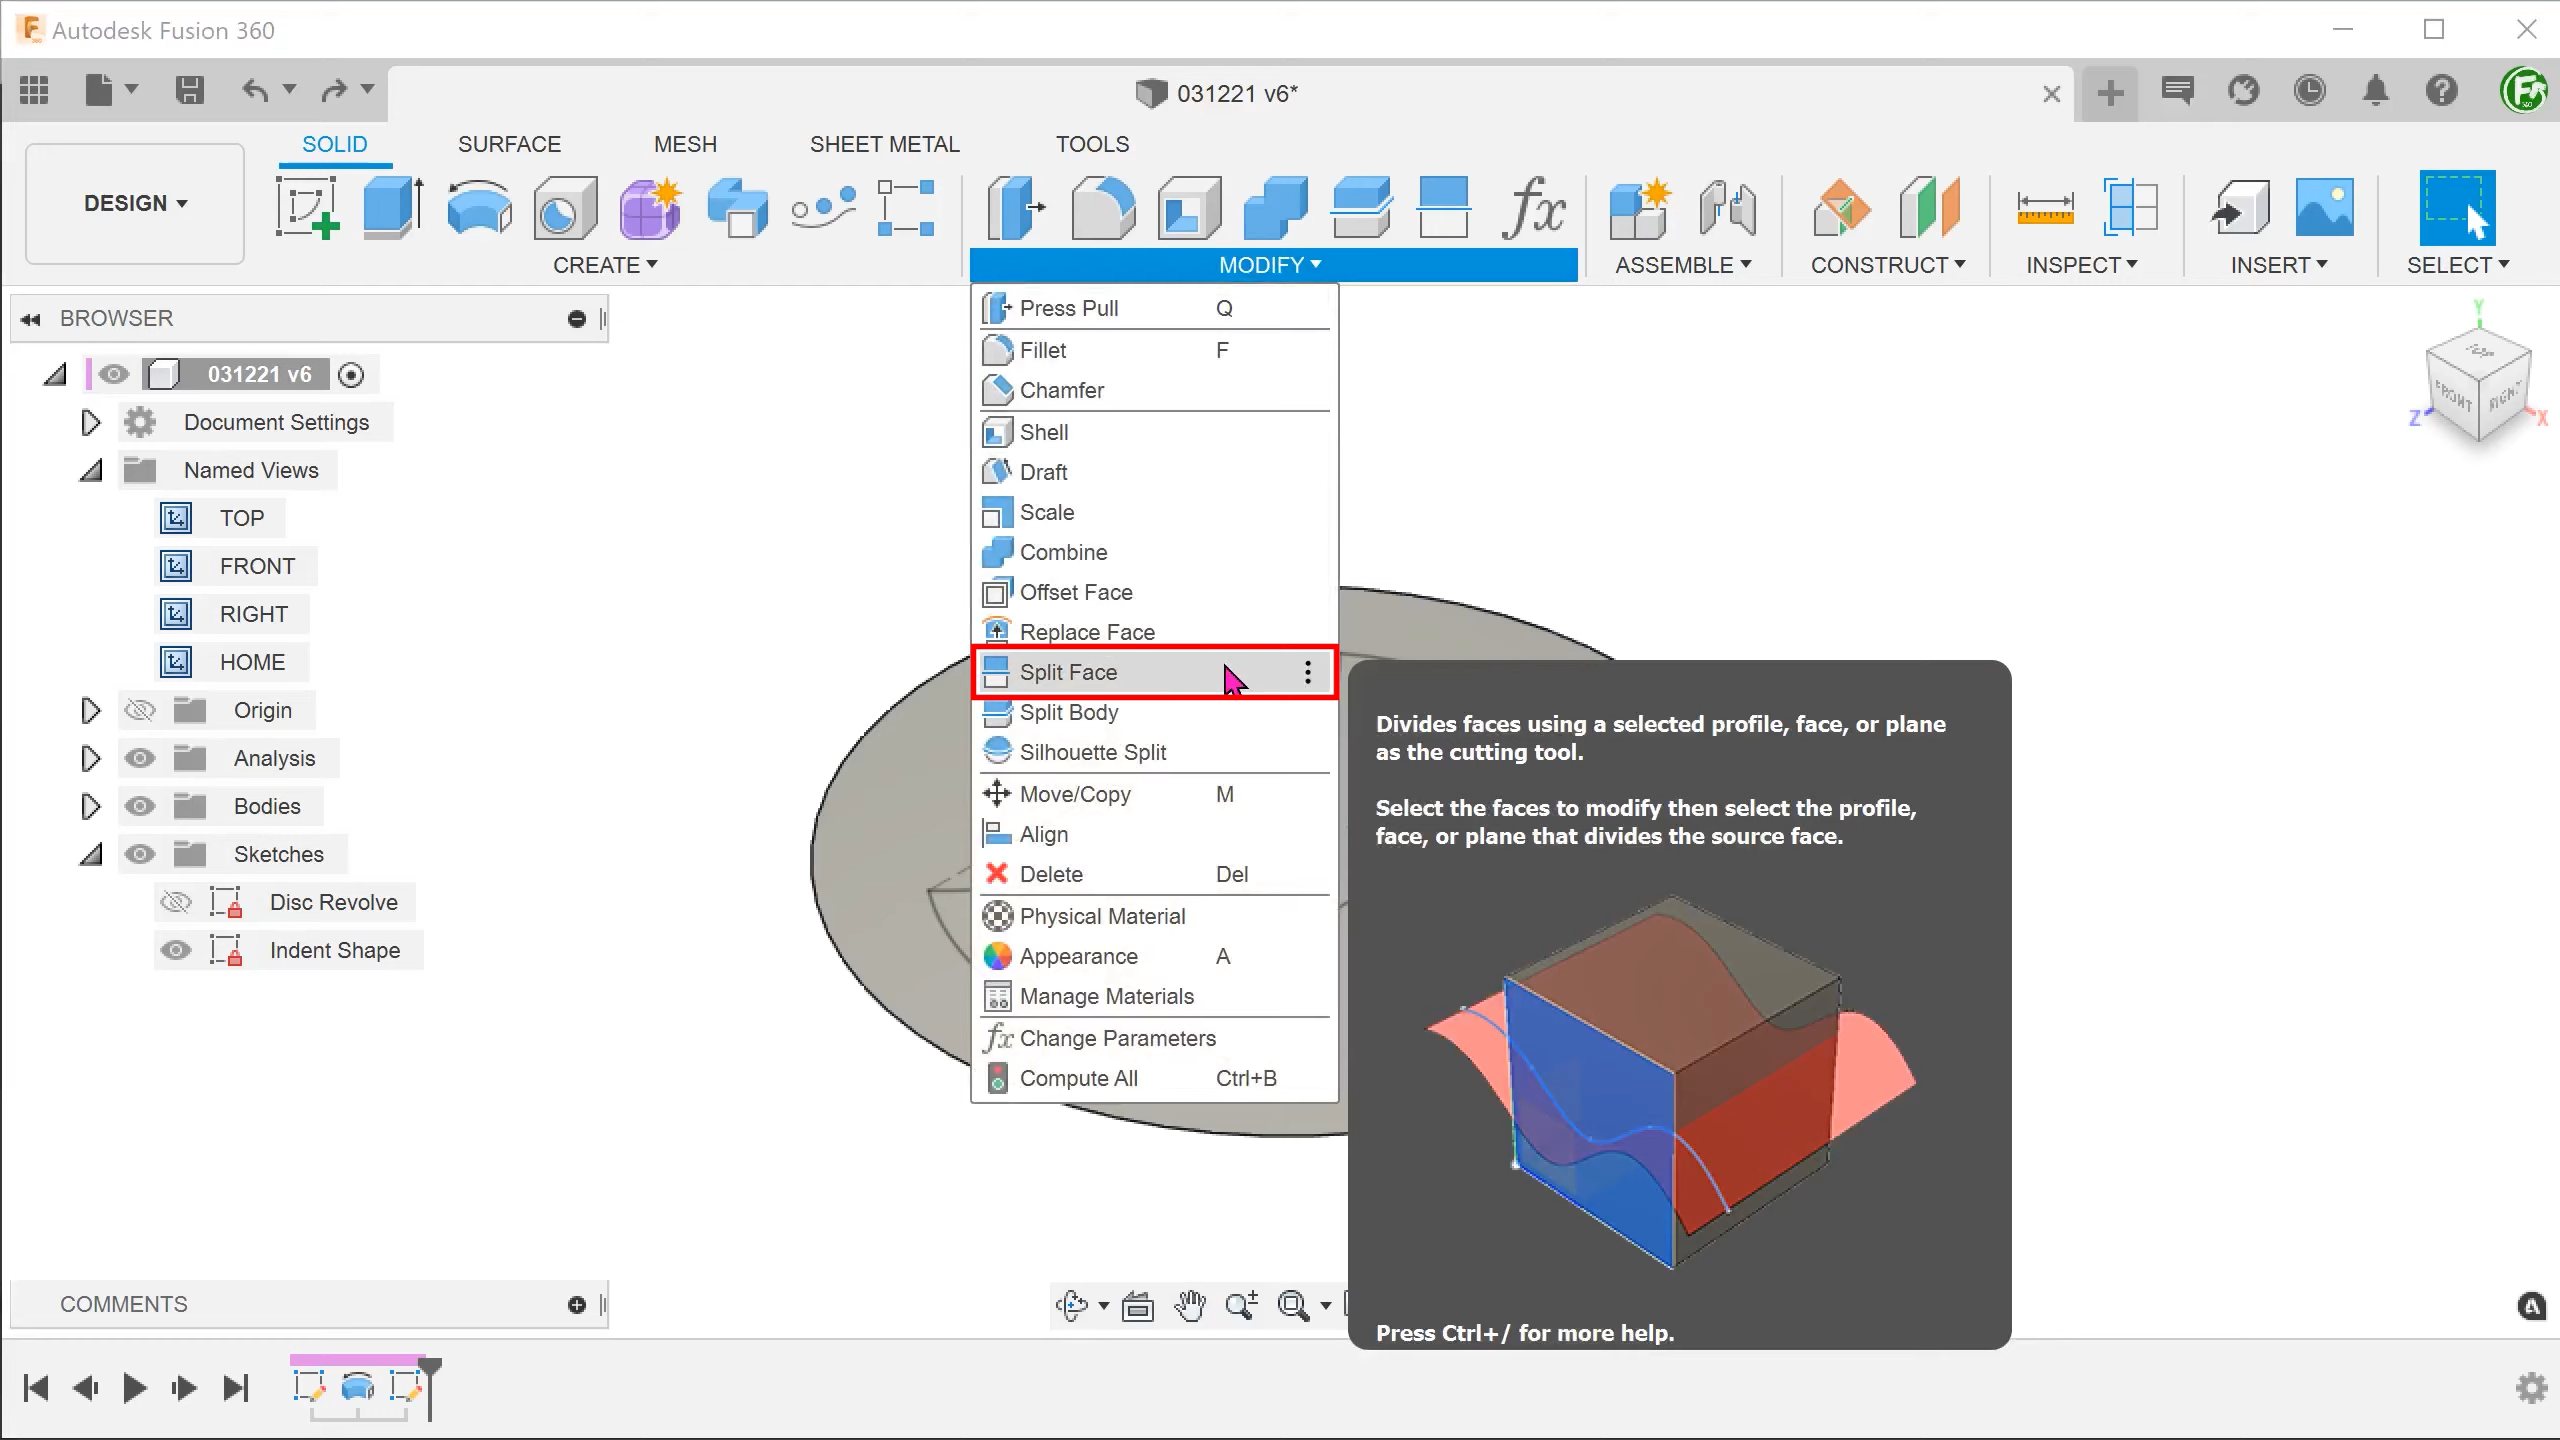 Autodesk Fusion 360
031221 v6*
SOLID
SURFACE
MESH
SHEET METAL
TOOLS
DESIGN
CREATE
MODIFY
ASSEMBLE
CONSTRUCT
INSPECT
INSERT
SELECT
BROWSER
031221 v6
Document Settings
Named Views
TOP
FRONT
RIGHT
HOME
Origin
Analysis
Bodies
Sketches
Disc Revolve
Indent Shape
Press Pull Q
Fillet F
Chamfer
Shell
Draft
Scale
Combine
Offset Face
Replace Face
Split Face
Split Body
Silhouette Split
Move/Copy M
Align
Delete Del
Physical Material
Appearance A
Manage Materials
Change Parameters
Compute All Ctrl+B
Divides faces using a selected profile, face, or plane
as the cutting tool.
Select the faces to modify then select the profile,
face, or plane that divides the source face.
Press Ctrl+/ for more help.
Y
TOP
FRONT
RIGHT
Z
X
COMMENTS